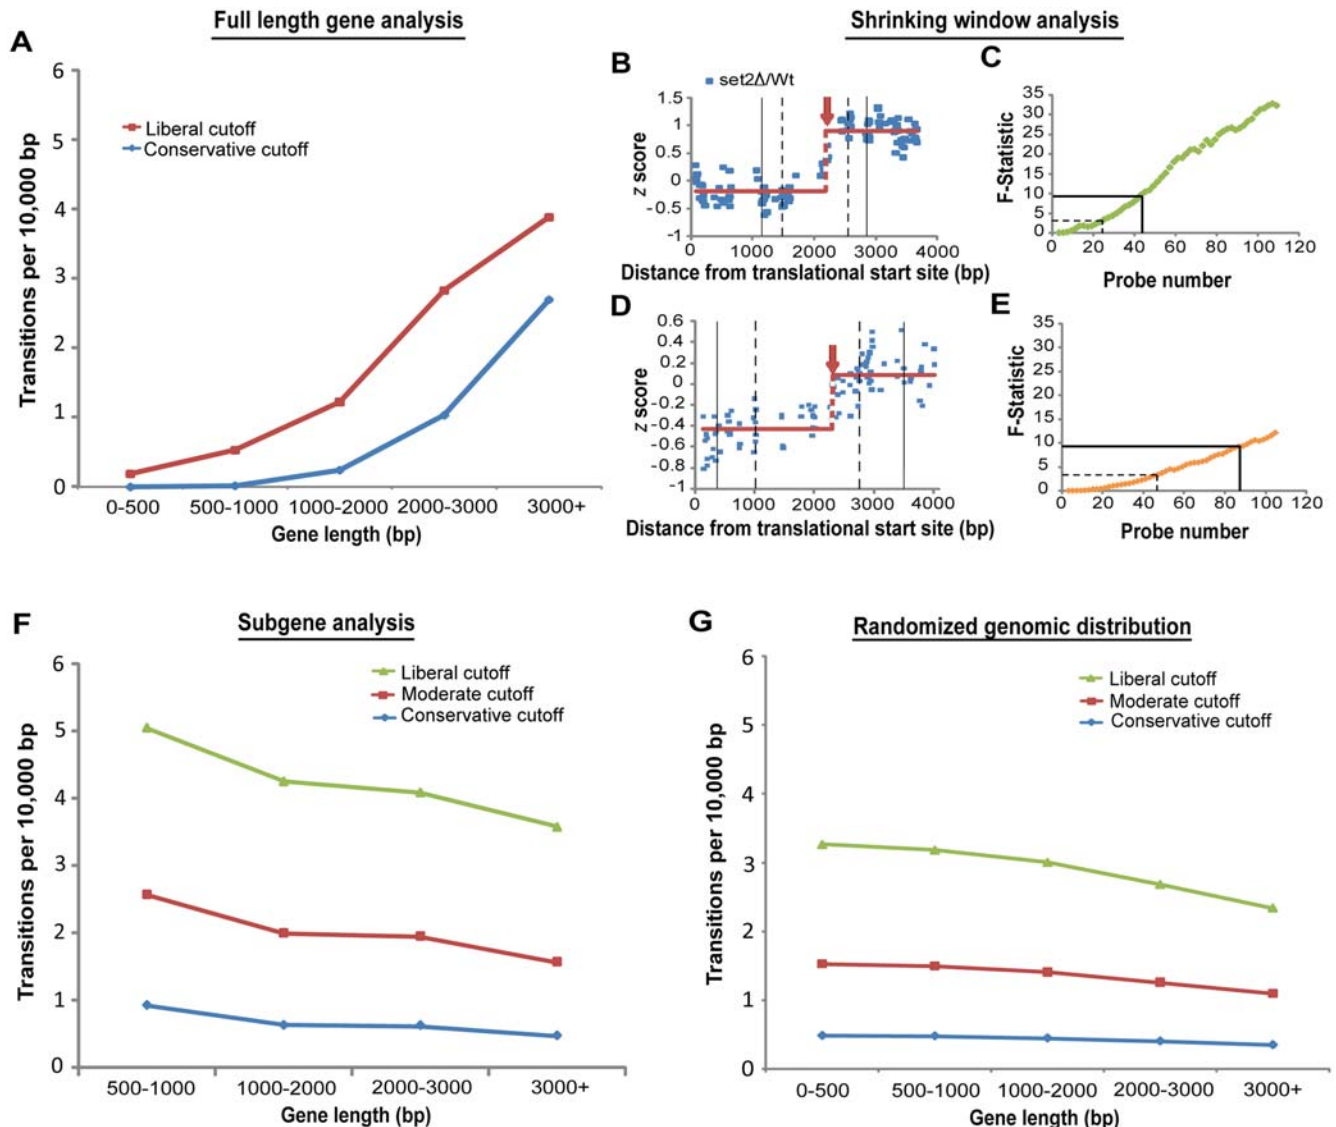 Full length gene analysis
Shrinking window analysis
A
6
5
4
3
2
1
0
Transitions per 10,000 bp
Liberal cutoff
Conservative cutoff
0-500 500-1000 1000-2000 2000-3000 3000+
Gene length (bp)
B
set2Δ/Wt
1.5
1
0.5
0
-0.5
-1
z score
0 1000 2000 3000 4000
Distance from translational start site (bp)
C
35
30
25
20
15
10
5
0
F-Statistic
0 20 40 60 80 100 120
Probe number
D
0.6
0.4
0.2
0
-0.2
-0.4
-0.6
-0.8
-1
z score
0 1000 2000 3000 4000
Distance from translational start site (bp)
E
35
30
25
20
15
10
5
0
F-Statistic
0 20 40 60 80 100 120
Probe number
F
Subgene analysis
6
5
4
3
2
1
0
Transitions per 10,000 bp
Liberal cutoff
Moderate cutoff
Conservative cutoff
500-1000 1000-2000 2000-3000 3000+
Gene length (bp)
G
Randomized genomic distribution
6
5
4
3
2
1
0
Transitions per 10,000 bp
Liberal cutoff
Moderate cutoff
Conservative cutoff
0-500 500-1000 1000-2000 2000-3000 3000+
Gene length (bp)